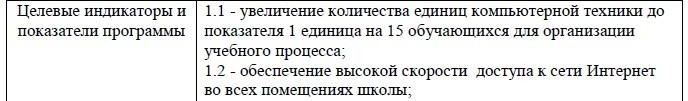 Целевые индикаторы и
показатели программы
1.1 - увеличение количества единиц компьютерной техники до
показателя 1 единица на 15 обучающихся для организации
учебного процесса;
1.2 - обеспечение высокой скорости доступа к сети Интернет
во всех помещениях школы;